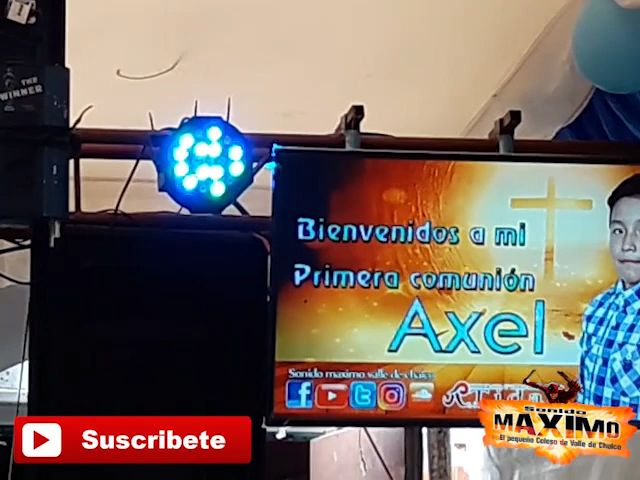 THE
WINNER
Bienvenidos a mi
Primera comunión
Axel
Sonido maximo valle de chalco
Suscribete
Sonido
MAXIMO
El pequeño Coloso de Valle de Chalco